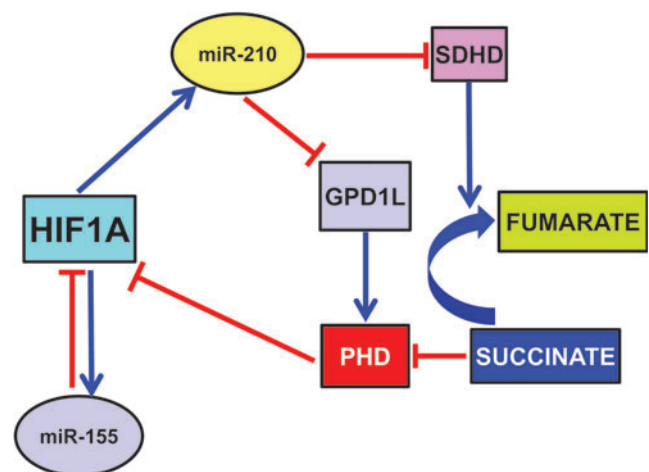 miR-210
SDHD
GPD1L
HIF1A
FUMARATE
PHD
SUCCINATE
miR-155